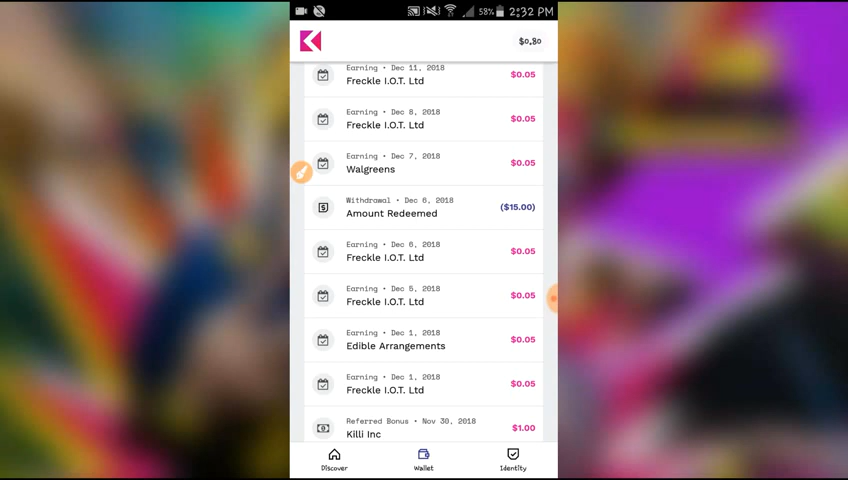 58% 2:32 PM
$0.80
Earning • Dec 11, 2018
Freckle I.O.T. Ltd
$0.05
Earning • Dec 8, 2018
Freckle I.O.T. Ltd
$0.05
Earning • Dec 7, 2018
Walgreens
$0.05
Withdrawal • Dec 6, 2018
Amount Redeemed
($15.00)
Earning • Dec 6, 2018
Freckle I.O.T. Ltd
$0.05
Earning • Dec 5, 2018
Freckle I.O.T. Ltd
$0.05
Earning • Dec 1, 2018
Edible Arrangements
$0.05
Earning • Dec 1, 2018
Freckle I.O.T. Ltd
$0.05
Referred Bonus • Nov 30, 2018
Killi Inc
$1.00
Discover Wallet Identity